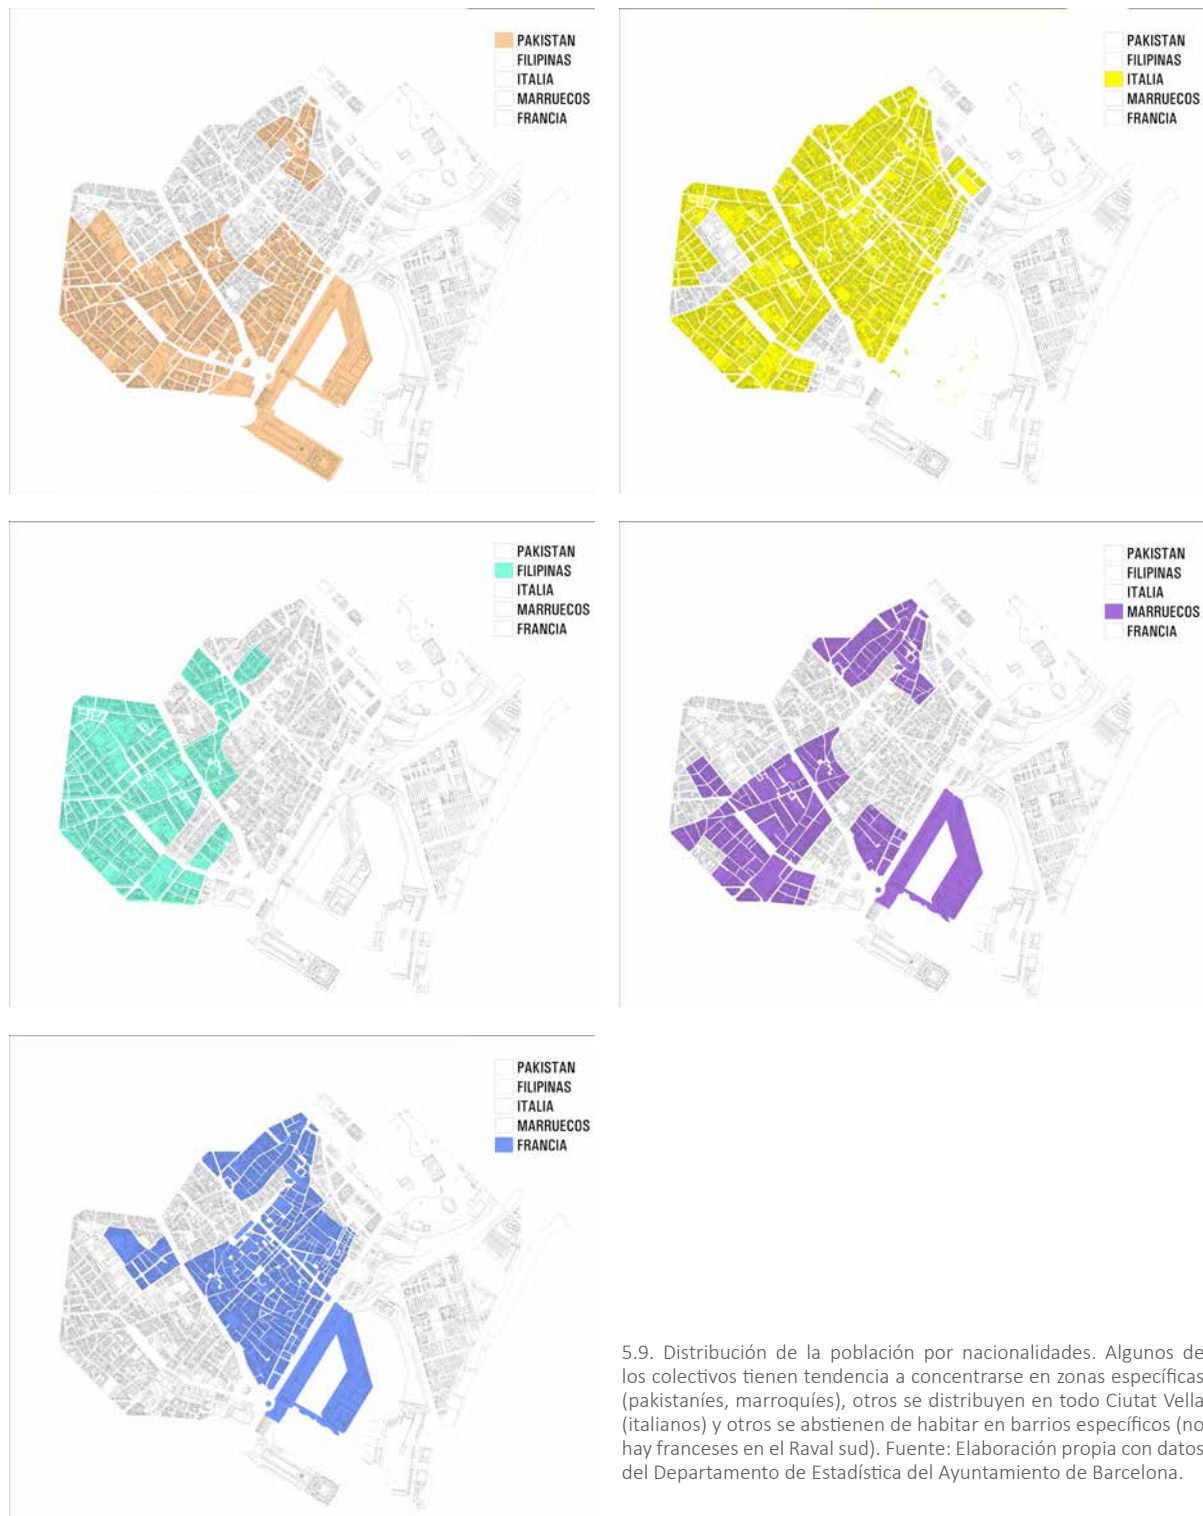 PAKISTAN
FILIPINAS
ITALIA
MARRUECOS
FRANCIA
PAKISTAN
FILIPINAS
ITALIA
MARRUECOS
FRANCIA
PAKISTAN
FILIPINAS
ITALIA
MARRUECOS
FRANCIA
PAKISTAN
FILIPINAS
ITALIA
MARRUECOS
FRANCIA
PAKISTAN
FILIPINAS
ITALIA
MARRUECOS
FRANCIA
5.9. Distribución de la población por nacionalidades. Algunos de
los colectivos tienen tendencia a concentrarse en zonas específicas
(pakistaníes, marroquíes), otros se distribuyen en todo Ciutat Vella
(italianos) y otros se abstienen de habitar en barrios específicos (no
hay franceses en el Raval sud). Fuente: Elaboración propia con datos
del Departamento de Estadística del Ayuntamiento de Barcelona.